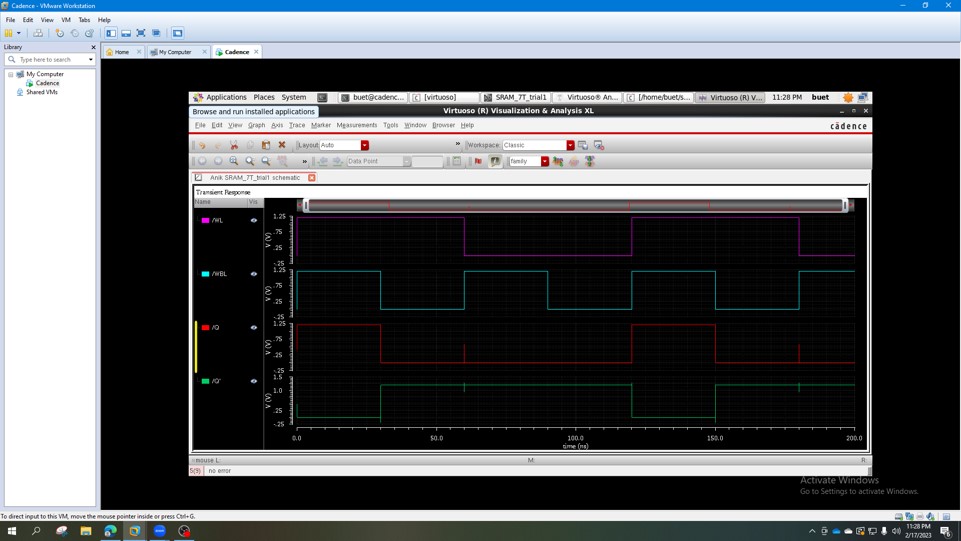 Cadence - VMware Workstation
File Edit View VM Tabs Help
Library
Type here to search
My Computer
Cadence
Shared VMs
Home
My Computer
Cadence
Applications Places System
buet@cadenc...
[virtuoso]
SRAM_7T_trial1
Virtuoso® An...
[/home/buet/s...
Virtuoso (R) V...
11:28 PM
buet
Browse and run installed applications
Virtuoso (R) Visualization & Analysis XL
File Edit View Graph Axis Trace Marker Measurements Tools Window Browser Help
cādence
Layout Auto
» Workspace Classic
» Data Point
family
Anik SRAM_7T_trial1 schematic
Transient Response
Name Vis
/WL
V (V)
1.25
.75
.25
-.25
/WBL
V (V)
1.25
.75
.25
-.25
/Q
V (V)
1.25
.75
.25
-.25
/Q'
V (V)
1.5
1.0
.25
-.25
0.0 50.0 100.0 150.0 200.0
time (ns)
mouse L: M: R:
5(9) no error
Activate Windows
Go to Settings to activate Windows.
To direct input to this VM, move the mouse pointer inside or press Ctrl+G.
11:28 PM
2/17/2023